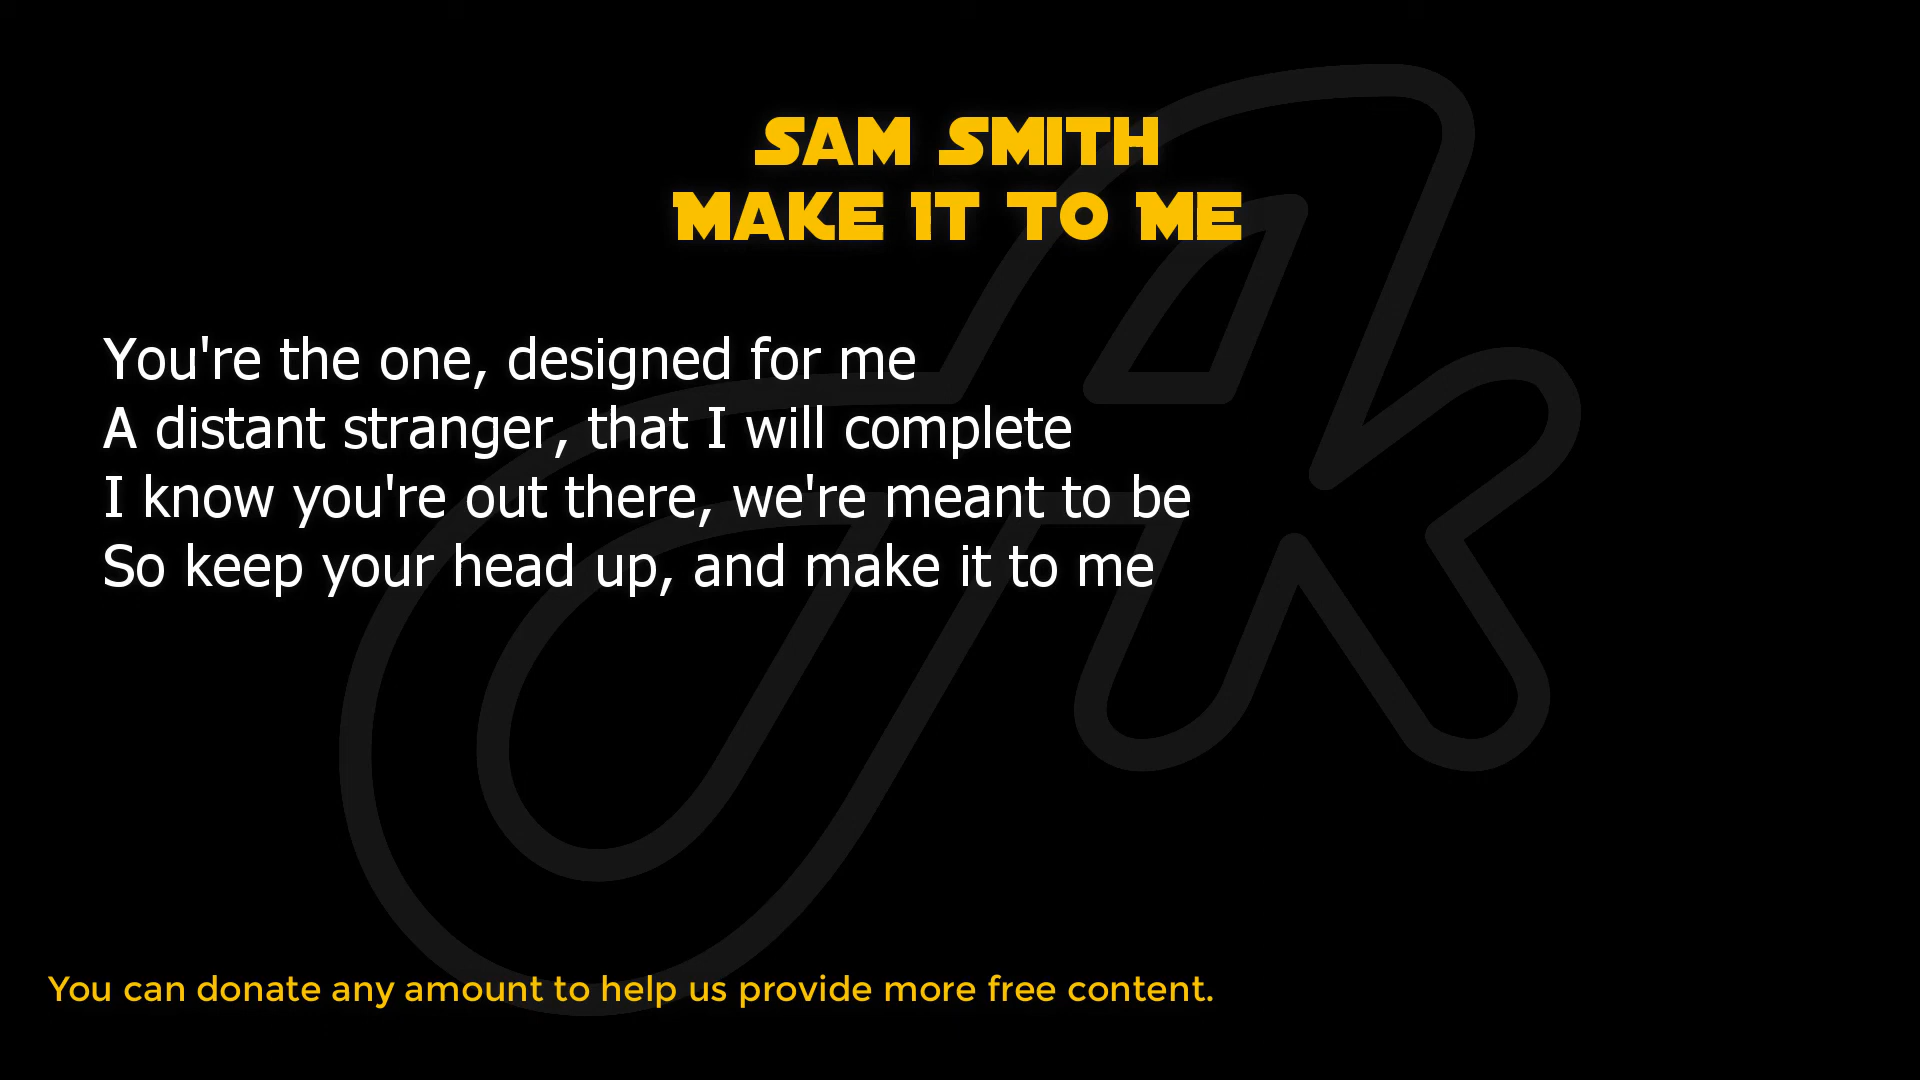 SAM SMITH
MAKE IT TO ME
You're the one, designed for me
A distant stranger, that I will complete
I know you're out there, we're meant to be
So keep your head up, and make it to me
You can donate any amount to help us provide more free content.